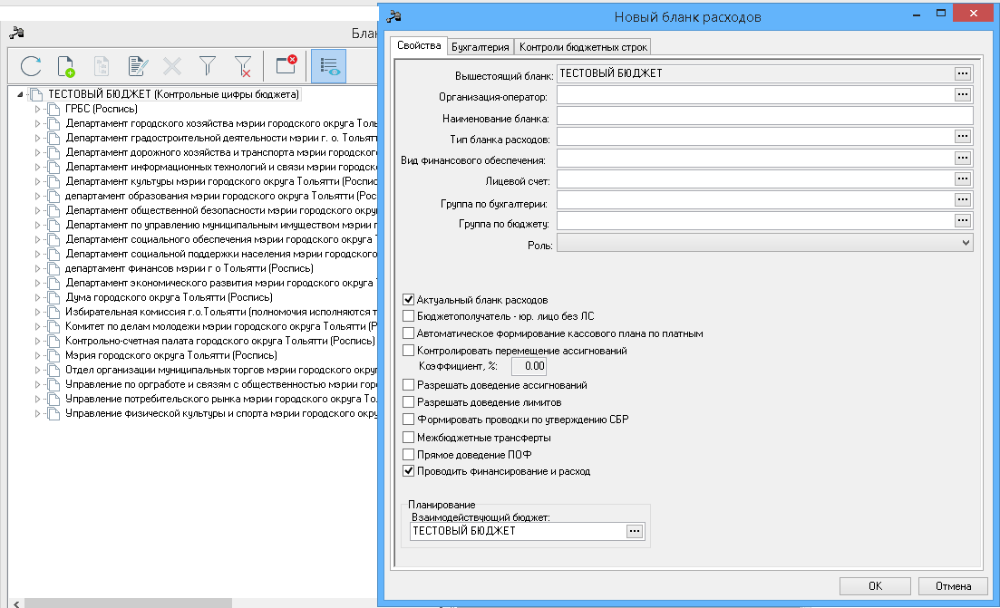 Блан
ТЕСТОВЫЙ БЮДЖЕТ (Контрольные цифры бюджета)
ГРБС (Роспись)
Департамент городского хозяйства мэрии городского округа Толь
Департамент градостроительной деятельности мэрии г. о. Тольят
Департамент дорожного хозяйства и транспорта мэрии городского
Департамент информационных технологий и связи мэрии городско
Департамент культуры мэрии городского округа Тольятти (Роспис
департамент образования мэрии городского округа Тольятти (Рос
Департамент общественной безопасности мэрии городского окру
Департамент по управлению муниципальным имуществом мэрии г
Департамент социального обеспечения мэрии городского округа Т
Департамент социальной поддержки населения мэрии городского
департамент финансов мэрии г о Тольятти (Роспись)
Департамент экономического развития мэрии городского округа Т
Дума городского округа Тольятти (Роспись)
Избирательная комиссия г.о.Тольятти (полномочия исполняются т
Комитет по делам молодежи мэрии городского округа Тольятти (Р
Контрольно-счетная палата городского округа Тольятти (Роспись)
Мэрия городского округа Тольятти (Роспись)
Отдел организации муниципальных торгов мэрии городского окру
Управление по оргработе и связям с общественностью мэрии гор
Управление потребительского рынка мэрии городского округа То
Управление физической культуры и спорта мэрии городского окру
Новый бланк расходов
Свойства Бухгалтерия Контроли бюджетных строк
Вышестоящий бланк: ТЕСТОВЫЙ БЮДЖЕТ
Организация-оператор:
Наименование бланка:
Тип бланка расходов:
Вид финансового обеспечения:
Лицевой счет:
Группа по бухгалтерии:
Группа по бюджету:
Роль:
Актуальный бланк расходов
Бюджетополучатель - юр. лицо без ЛС
Автоматическое формирование кассового плана по платным
Контролировать перемещение ассигнований
Коэффициент, %: 0.00
Разрешать доведение ассигнований
Разрешать доведение лимитов
Формировать проводки по утверждению СБР
Межбюджетные трансферты
Прямое доведение ПОФ
Проводить финансирование и расход
Планирование
Взаимодействующий бюджет:
ТЕСТОВЫЙ БЮДЖЕТ
OK Отмена